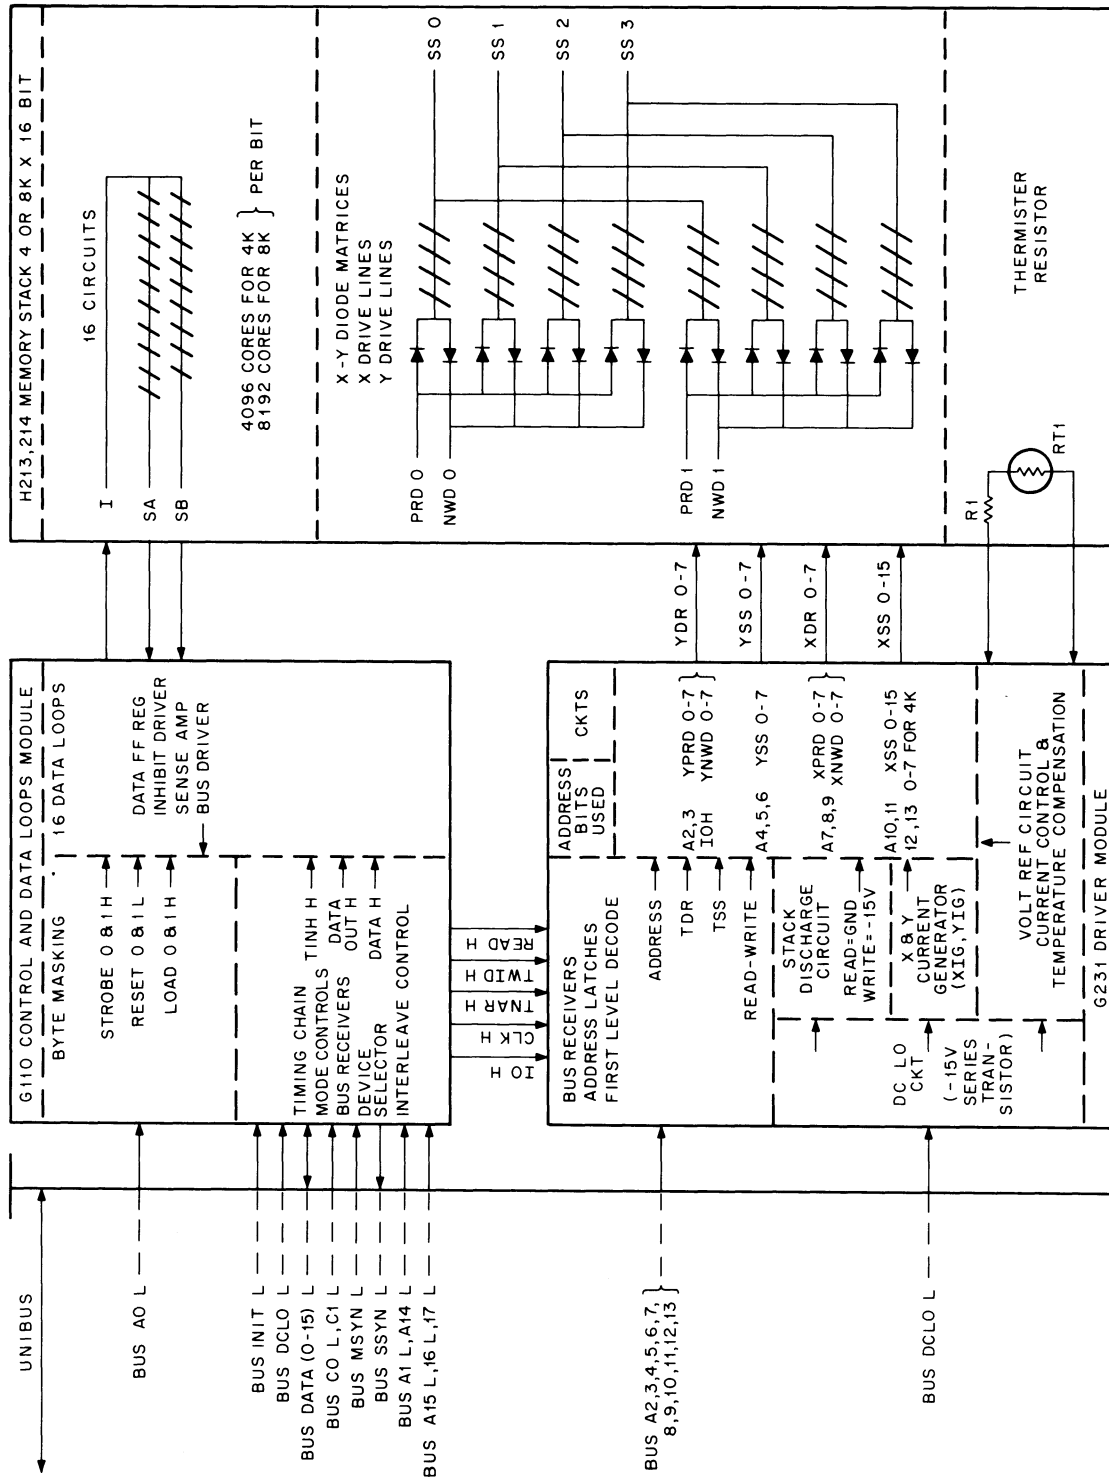 UNIBUS
BUS A0 L
BUS INIT L
BUS DCLO L
BUS DATA (0-15) L
BUS C0 L,C1 L
BUS MSYN L
BUS SSYN L
BUS A1 L,A14 L
BUS A15 L,16 L,17 L
BUS A2,3,4,5,6,7,
8,9,10,11,12,13
BUS DCLO L
G110 CONTROL AND DATA LOOPS MODULE
BYTE MASKING
16 DATA LOOPS
STROBE 0 & 1 H
RESET 0 & 1 L
LOAD 0 & 1 H
DATA FF REG
INHIBIT DRIVER
SENSE AMP
BUS DRIVER
TIMING CHAIN
MODE CONTROLS
BUS RECEIVERS
DEVICE
SELECTOR
INTERLEAVE CONTROL
TINH H
DATA
OUT H
DATA H
READ H
TWID H
TNAR H
CLK H
IO H
BUS RECEIVERS
ADDRESS LATCHES
FIRST LEVEL DECODE
ADDRESS
BITS
USED
CKTS
ADDRESS
TDR
TSS
READ-WRITE
A2,3
IOH
YPRD 0-7
YNWD 0-7
A4,5,6
YSS 0-7
A7,8,9
XPRD 0-7
XNWD 0-7
A10,11
12,13
XSS 0-15
0-7 FOR 4K
STACK
DISCHARGE
CIRCUIT
READ=GND
WRITE=-15V
X & Y
CURRENT
GENERATOR
(XIG,YIG)
DC LO
CKT
(-15V
SERIES
TRAN-
SISTOR)
VOLT REF CIRCUIT
CURRENT CONTROL &
TEMPERATURE COMPENSATION
G231 DRIVER MODULE
YDR 0-7
YSS 0-7
XDR 0-7
XSS 0-15
H213,214 MEMORY STACK 4 OR 8K X 16 BIT
I
SA
SB
16 CIRCUITS
4096 CORES FOR 4K
8192 CORES FOR 8K
PER BIT
X-Y DIODE MATRICES
X DRIVE LINES
Y DRIVE LINES
PRD 0
NWD 0
PRD 1
NWD 1
SS 0
SS 1
SS 2
SS 3
THERMISTER
RESISTOR
R1
RT1